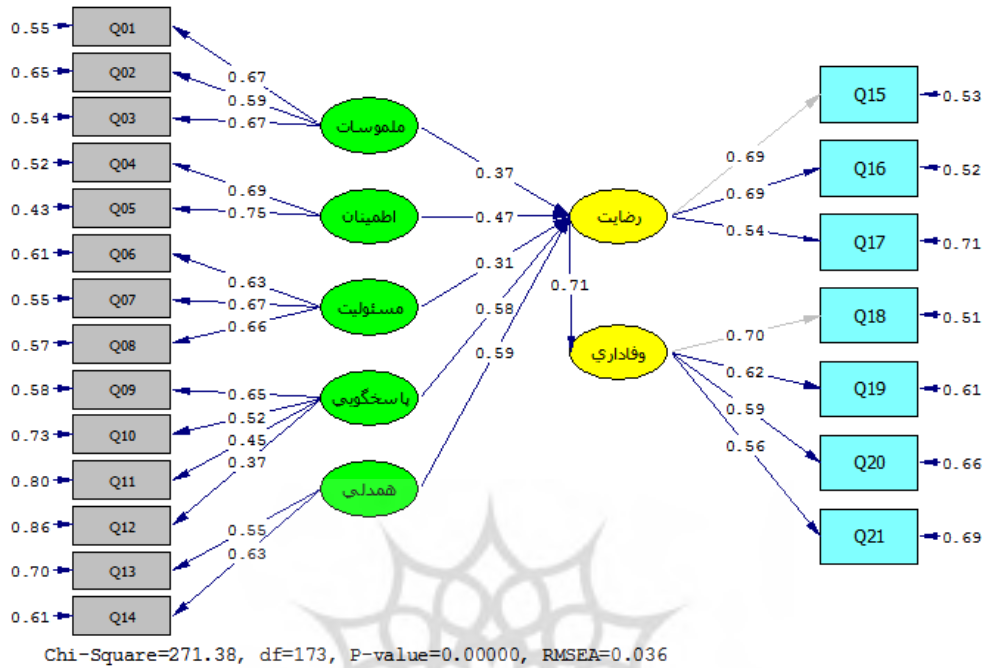 0.55 Q01
0.65 Q02
0.54 Q03
0.52 Q04
0.43 Q05
0.61 Q06
0.55 Q07
0.57 Q08
0.58 Q09
0.73 Q10
0.80 Q11
0.86 Q12
0.70 Q13
0.61 Q14
0.67
0.59
0.67
0.69
0.75
0.63
0.67
0.66
0.65
0.52
0.45
0.37
0.55
0.63
ملموسات
اطمینان
مسئولیت
پاسخگویی
همدلی
0.37
0.47
0.31
0.58
0.59
رضایت
0.71
وفاداري
0.69
0.69
0.54
0.70
0.62
0.59
0.56
Q15 0.53
Q16 0.52
Q17 0.71
Q18 0.51
Q19 0.61
Q20 0.66
Q21 0.69
Chi-Square=271.38, df=173, P-value=0.00000, RMSEA=0.036